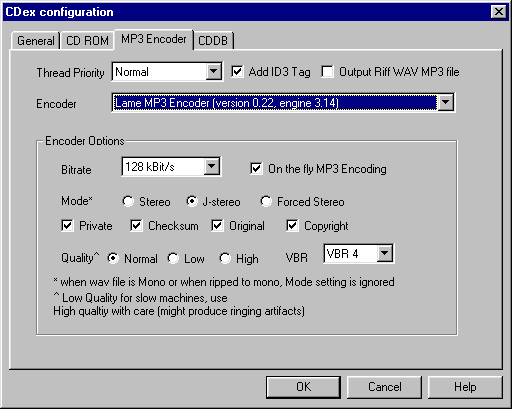 CDex configuration
General CD ROM MP3 Encoder CDDB
Thread Priority Normal Add ID3 Tag Output Riff WAV MP3 file
Encoder Lame MP3 Encoder (version 0.22, engine 3.14)
Encoder Options
Bitrate 128 kBit/s On the fly MP3 Encoding
Mode* Stereo J-stereo Forced Stereo
Private Checksum Original Copyright
Quality^ Normal Low High VBR VBR 4
* when wav file is Mono or when ripped to mono, Mode setting is ignored
^ Low Quality for slow machines, use
High qualtiy with care (might produce ringing artifacts)
OK Cancel Help